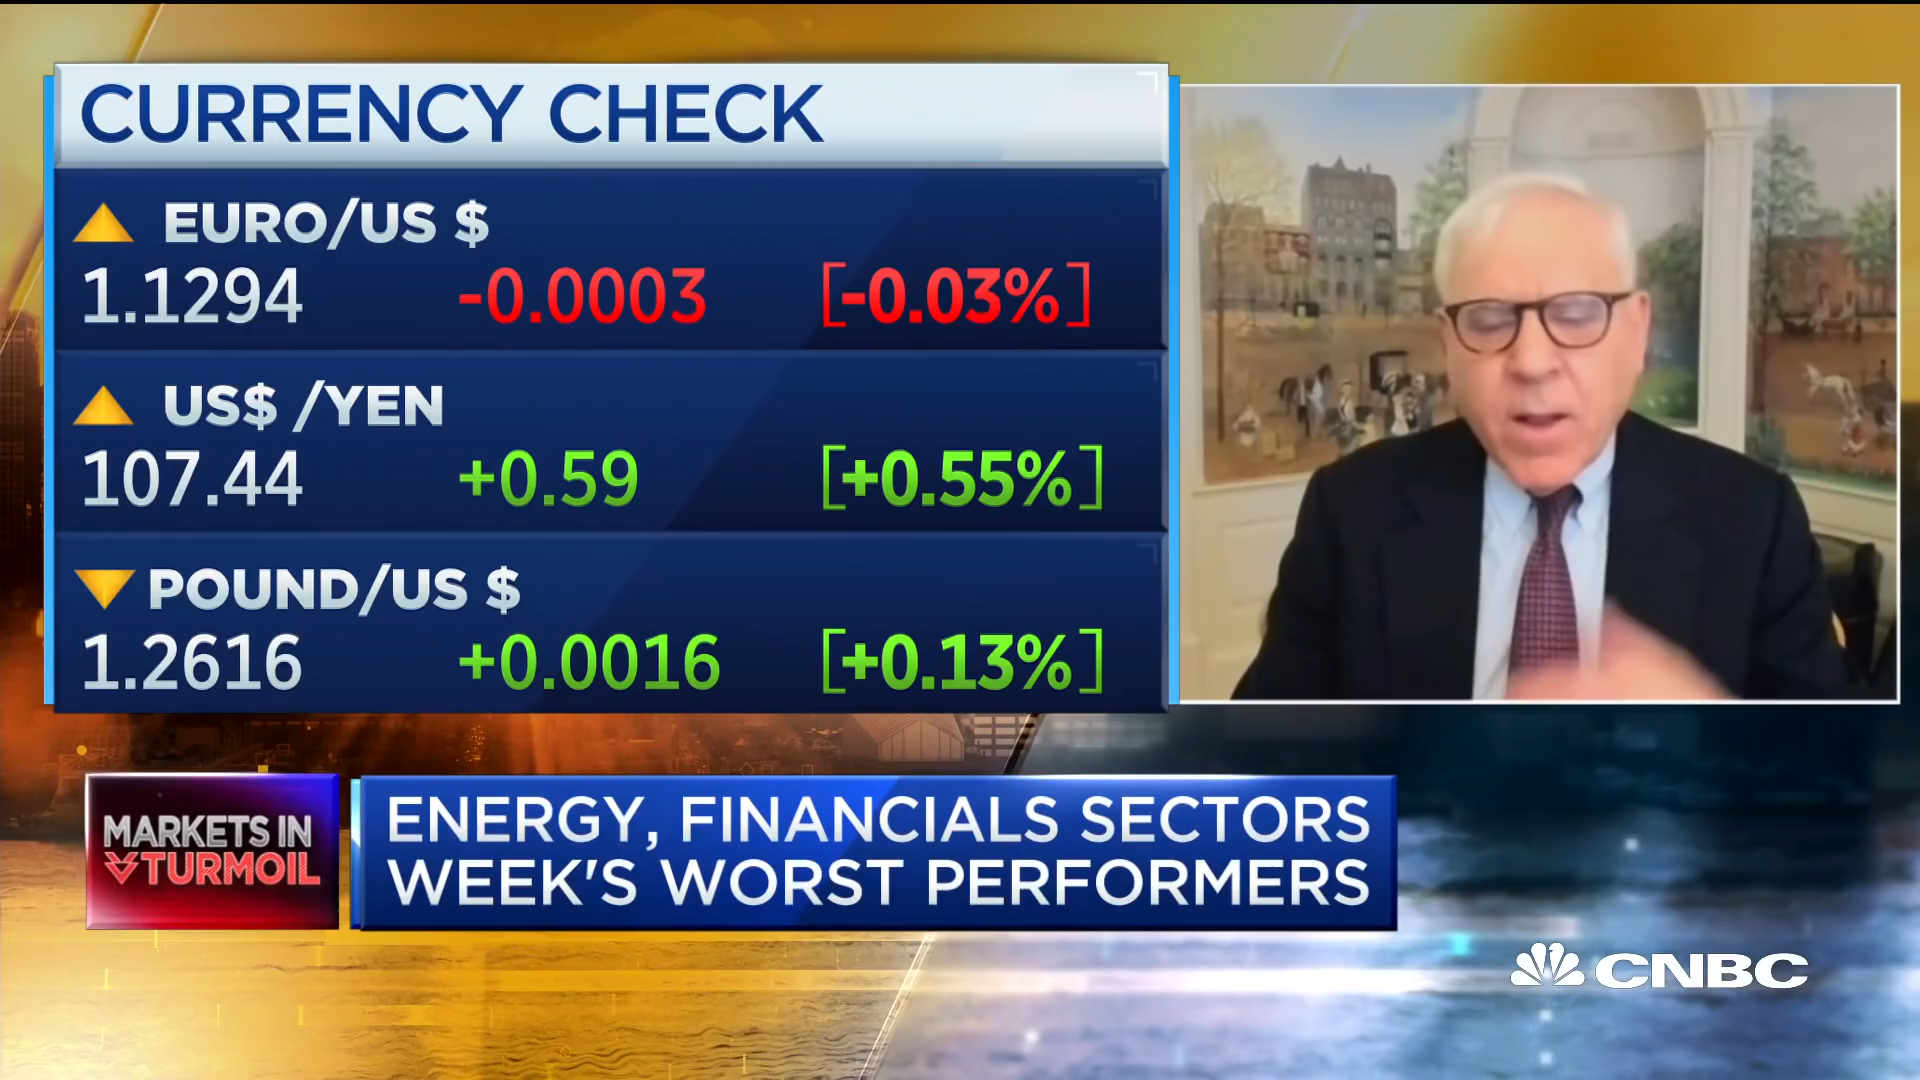 CURRENCY CHECK
EURO/US $
1.1294 -0.0003 [-0.03%]
US$ /YEN
107.44 +0.59 [+0.55%]
POUND/US $
1.2616 +0.0016 [+0.13%]
MARKETS IN
TURMOIL
ENERGY, FINANCIALS SECTORS
WEEK'S WORST PERFORMERS
CNBC